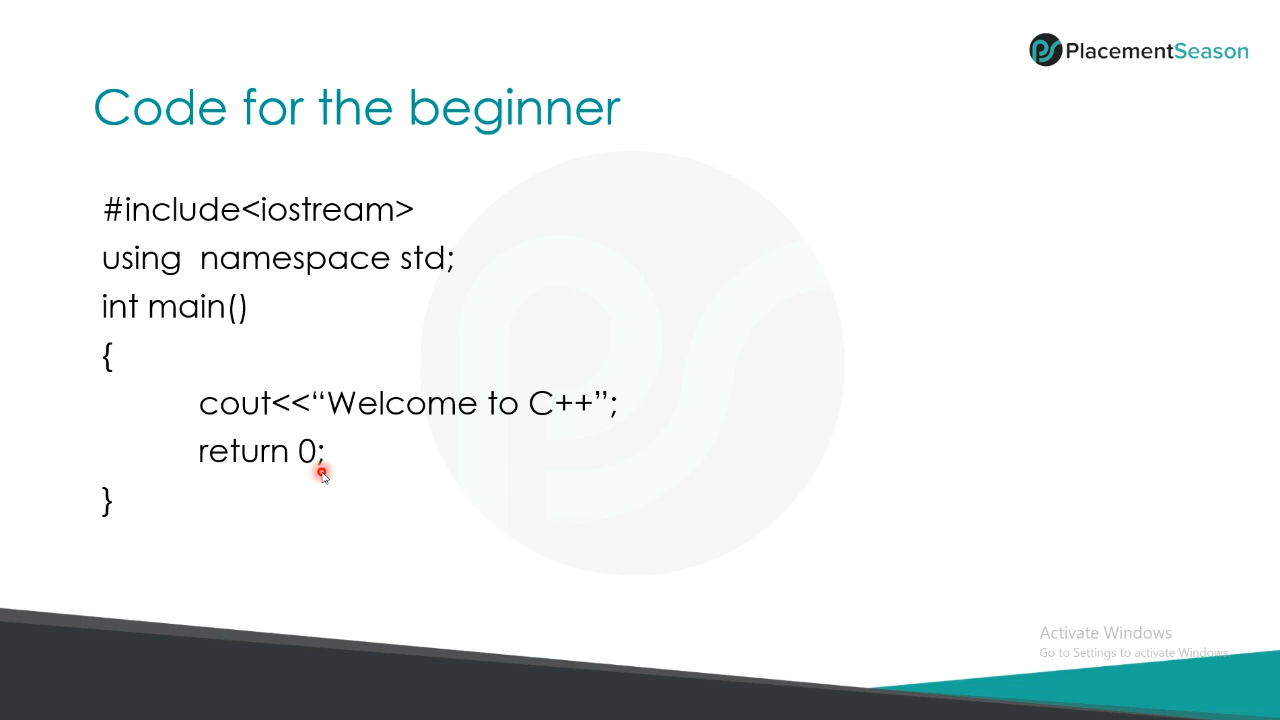 PlacementSeason
Code for the beginner
#include<iostream>
using  namespace std;
int main()
{
cout<<“Welcome to C++”;
return 0;
}
Activate Windows
Go to Settings to activate Windows.